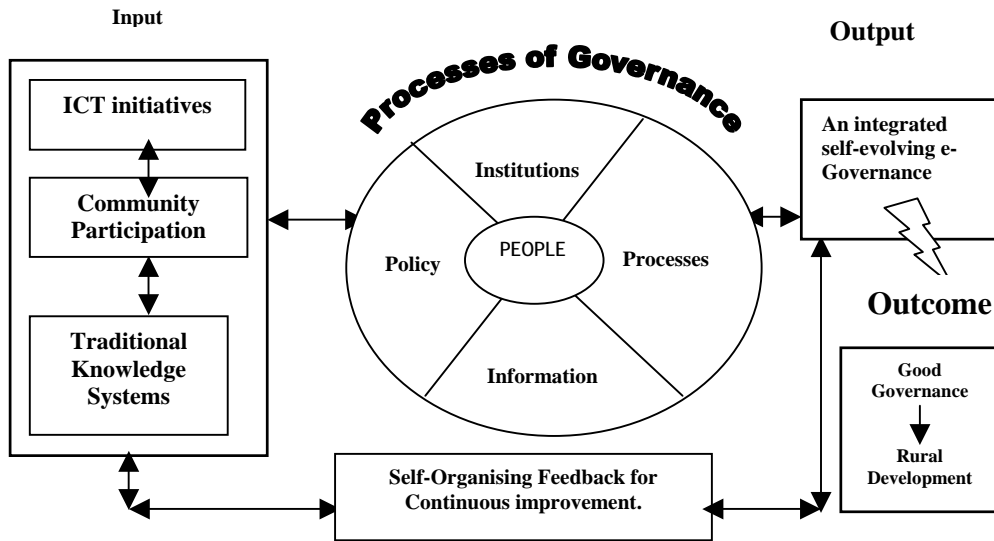 Input
Output
Processes of Governance
ICT initiatives
Community
Participation
Traditional
Knowledge
Systems
Institutions
PEOPLE
Policy
Processes
Information
An integrated
self-evolving e-
Governance
Outcome
Good
Governance
Rural
Development
Self-Organising Feedback for
Continuous improvement.